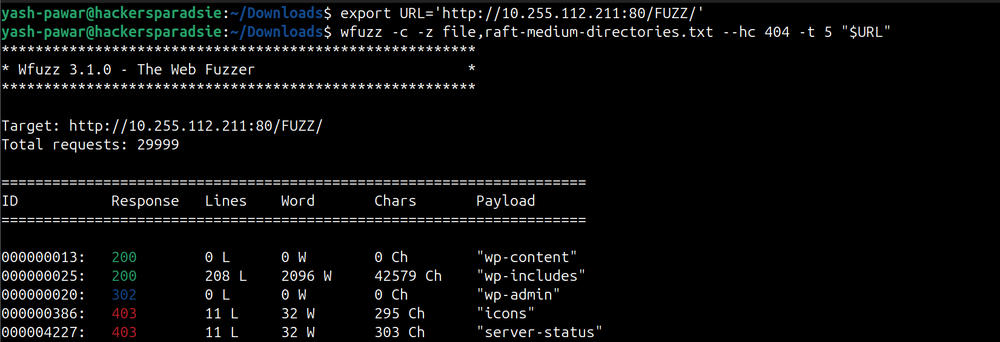 yash-pawar@hackersparadsie:~/Downloads$ export URL='http://10.255.112.211:80/FUZZ/'
yash-pawar@hackersparadsie:~/Downloads$ wfuzz -c -z file,raft-medium-directories.txt --hc 404 -t 5 "$URL"
********************************************************
* Wfuzz 3.1.0 - The Web Fuzzer                         *
********************************************************

Target: http://10.255.112.211:80/FUZZ/
Total requests: 29999

=====================================================================
ID           Response   Lines    Word       Chars       Payload
=====================================================================

000000013:   200        0 L      0 W        0 Ch        "wp-content"
000000025:   200        208 L    2096 W     42579 Ch    "wp-includes"
000000020:   302        0 L      0 W        0 Ch        "wp-admin"
000000386:   403        11 L     32 W       295 Ch      "icons"
000004227:   403        11 L     32 W       303 Ch      "server-status"